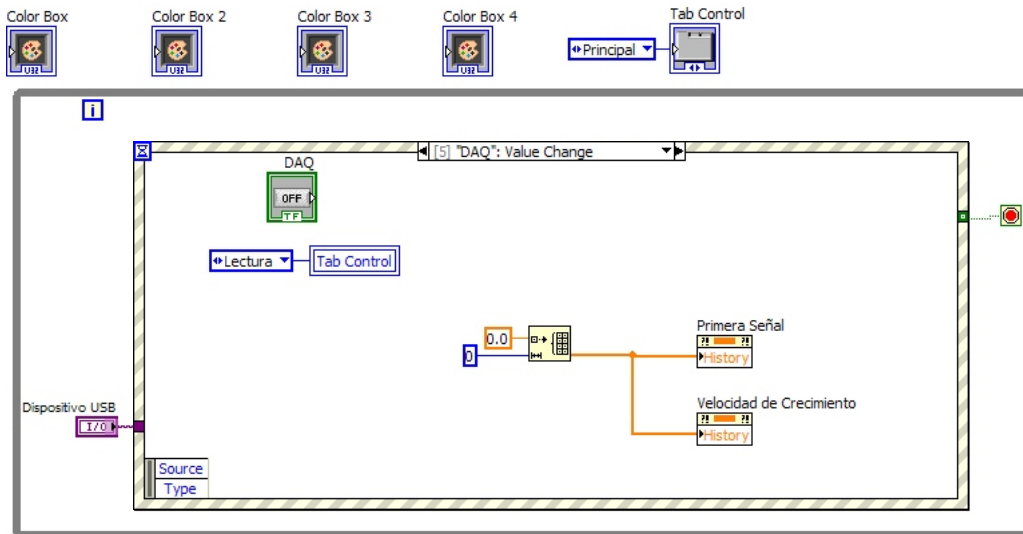 Color Box
Color Box 2
Color Box 3
Color Box 4
Tab Control
U32
U32
U32
U32
Principal
i
[5] "DAQ": Value Change
DAQ
OFF
TF
Lectura
Tab Control
0.0
0
Primera Señal
?! ?!
History
Velocidad de Crecimiento
?! ?!
History
Dispositivo USB
I/O
Source
Type